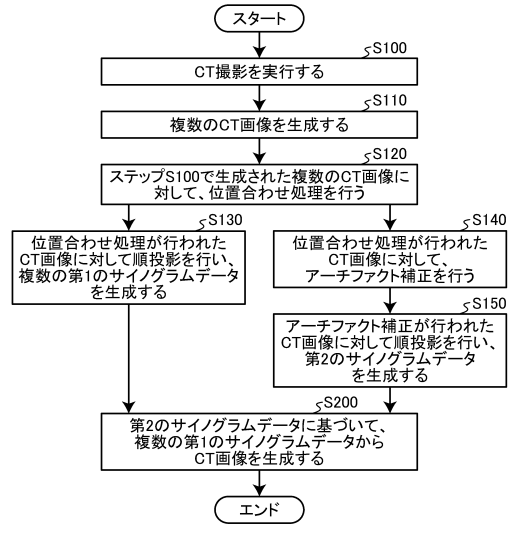 スタート
S100
CT撮影を実行する
S110
複数のCT画像を生成する
S120
ステップS100で生成された複数のCT画像に
対して、位置合わせ処理を行う
S130
位置合わせ処理が行われた
CT画像に対して順投影を行い、
複数の第1のサイノグラムデータ
を生成する
S140
位置合わせ処理が行われた
CT画像に対して、
アーチファクト補正を行う
S150
アーチファクト補正が行われた
CT画像に対して順投影を行い、
第2のサイノグラムデータ
を生成する
S200
第2のサイノグラムデータに基づいて、
複数の第1のサイノグラムデータから
CT画像を生成する
エンド